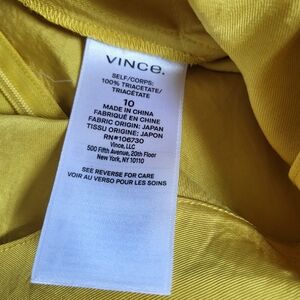 VINCE.
SELF/CORPS:
100% TRIACETATE/
TRIACÉTATE
10
MADE IN CHINA
FABRIQUÉ EN CHINE
FABRIC ORIGIN: JAPAN
TISSU ORIGINE: JAPON
RN#106730
Vince, LLC
500 Fifth Avenue, 20th Floor
New York, NY 10110
SEE REVERSE FOR CARE
VOIR AU VERSO POUR LES SOINS